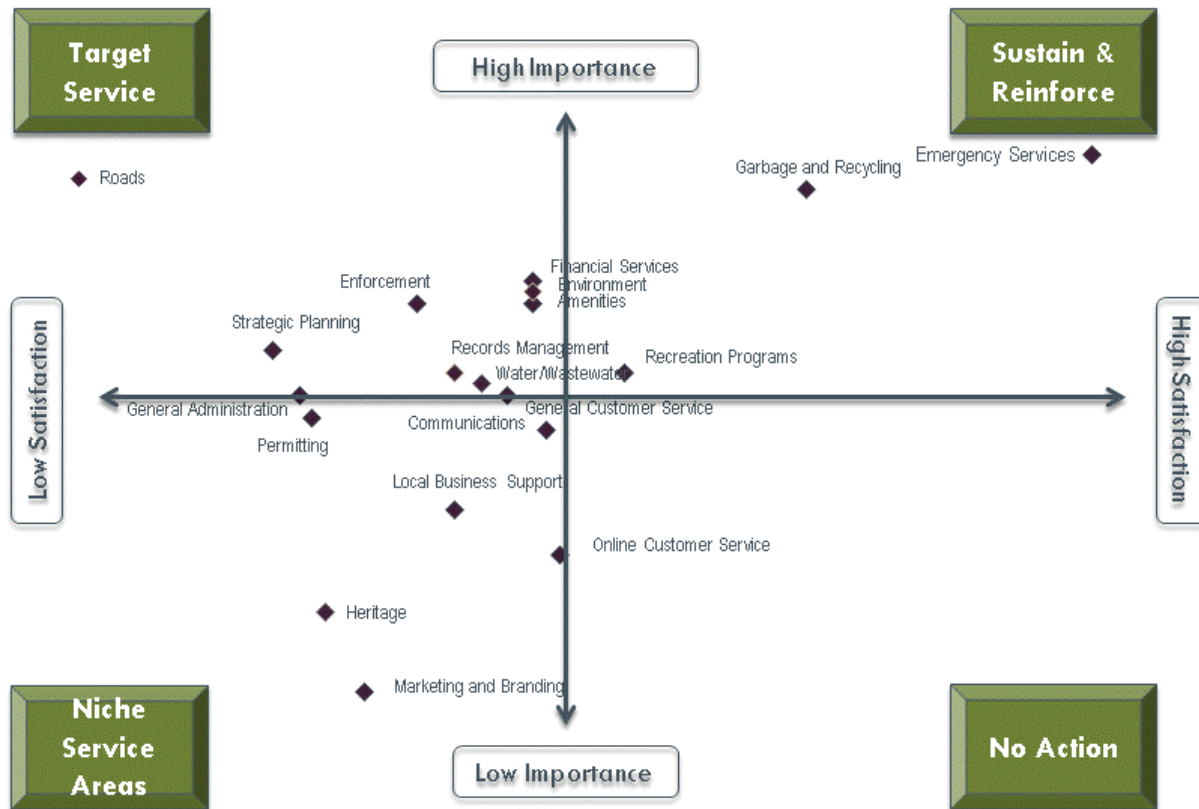 Target
Service
High Importance
Sustain &
Reinforce
Emergency Services
Garbage and Recycling
Roads
Financial Services
Environment
Amenities
Enforcement
Strategic Planning
Records Management
Recreation Programs
Water/Wastewater
Low Satisfaction
High Satisfaction
General Administration
General Customer Service
Communications
Permitting
Local Business Support
Online Customer Service
Heritage
Marketing and Branding
Niche
Service
Areas
Low Importance
No Action